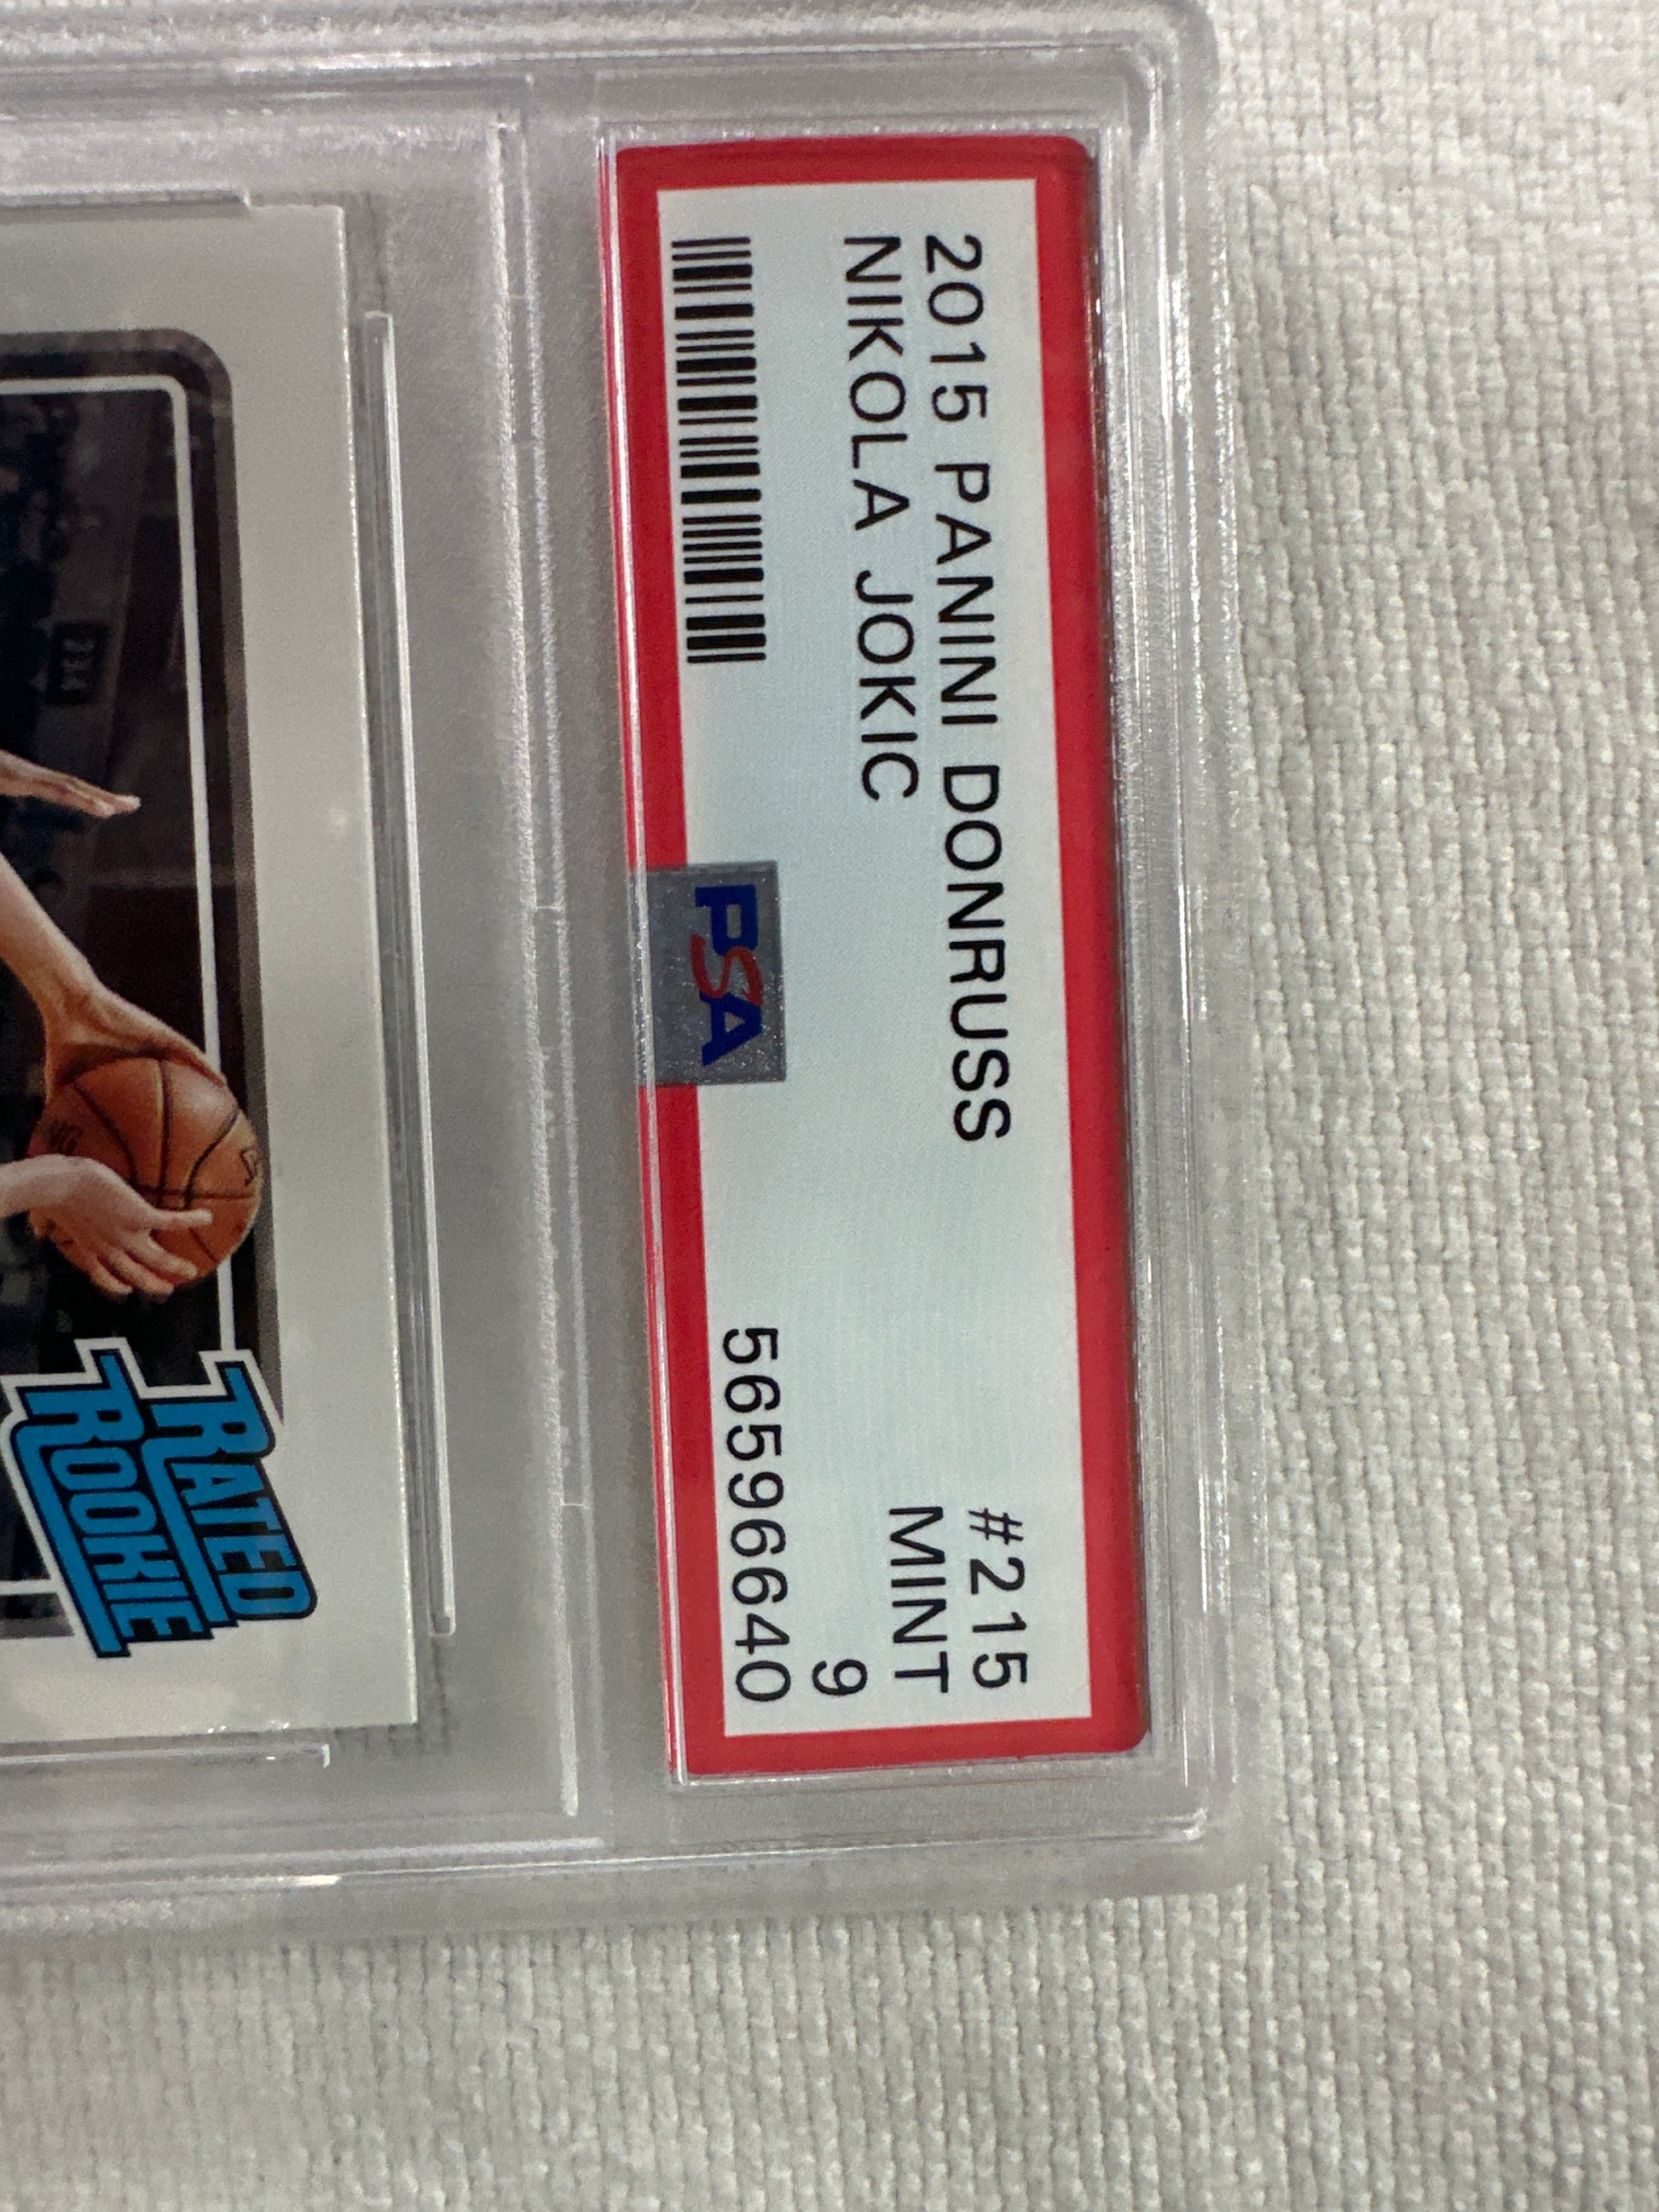 2015 PANINI DONRUSS #215
NIKOLA JOKIC MINT
9
PSA 56596640
RATED
ROOKIE